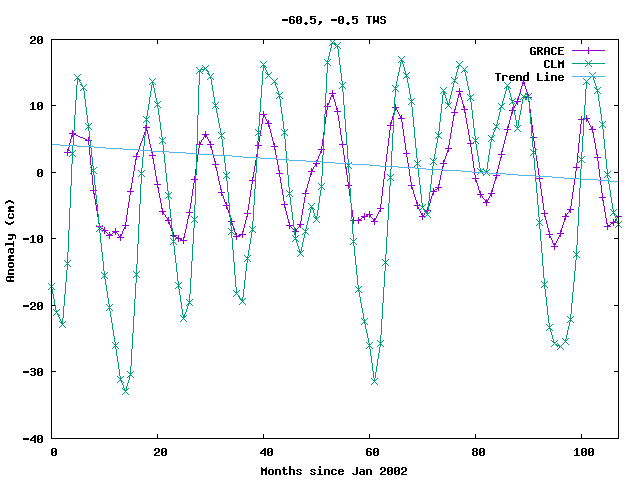 -60.5, -0.5 TWS
GRACE
CLM
Trend Line
20
10
0
-10
-20
-30
-40
Anomaly (cm)
0 20 40 60 80 100
Months since Jan 2002